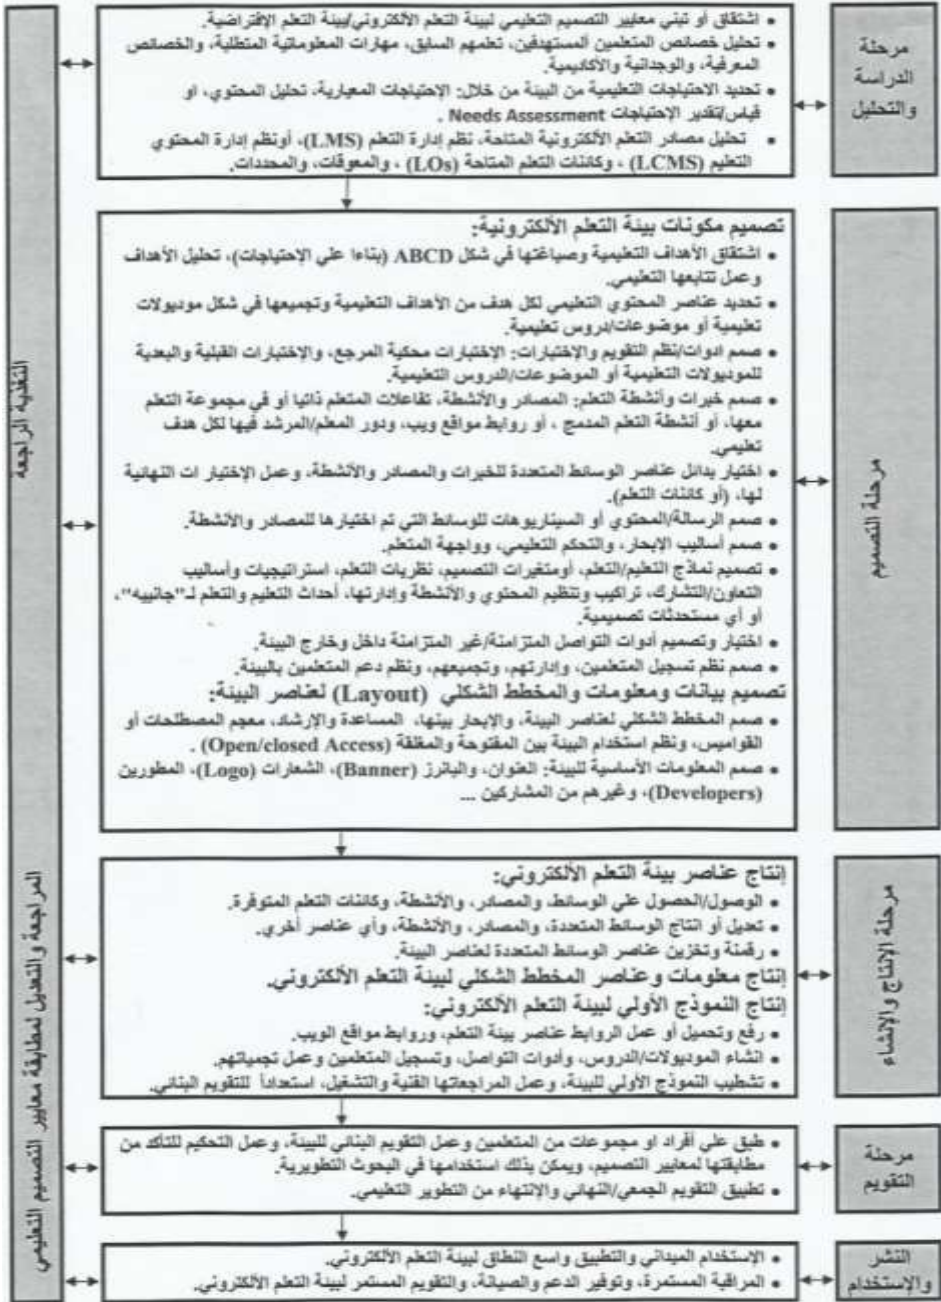 مرحلة
الدراسة
والتحليل
• اشتقاق أو تبني معايير التصميم التعليمي لبيئة التعلم الألكتروني/بيئة التعلم الإفتراضية.
• تحليل خصائص المتعلمين المستهدفين، تعلمهم السابق، مهارات المعلوماتية المتطلبة، والخصائص
المعرفية، والوجدانية والأكاديمية.
• تحديد الاحتياجات التعليمية من البيئة من خلال: الإحتياجات المعيارية، تحليل المحتوي، او
قياس/تقدير الإحتياجات Needs Assessment .
• تحليل مصادر التعلم الألكترونية المتاحة، نظم إدارة التعلم (LMS)، أونظم إدارة المحتوي
التعليم (LCMS) ، وكائنات التعلم المتاحة (LOs) ، والمعوقات، والمحددات.
مرحلة التصميم
تصميم مكونات بيئة التعلم الألكترونية:
• اشتقاق الأهداف التعليمية وصياغتها في شكل ABCD (بناءا علي الإحتياجات)، تحليل الأهداف
وعمل تتابعها التعليمي.
• تحديد عناصر المحتوي التعليمي لكل هدف من الأهداف التعليمية وتجميعها في شكل موديولات
تعليمية أو موضوعات/دروس تعليمية.
• صمم ادوات/نظم التقويم والإختبارات: الإختبارات محكية المرجع، والإختبارات القبلية والبعدية
للموديولات التعليمية أو الموضوعات/الدروس التعليمية.
• صمم خبرات وأنشطة التعلم: المصادر والأنشطة، تفاعلات المتعلم ذاتيا أو في مجموعة التعلم
معها، أو أنشطة التعلم المدمج ، أو روابط مواقع ويب، ودور المعلم/المرشد فيها لكل هدف
تعليمي.
• اختيار بدائل عناصر الوسائط المتعددة للخبرات والمصادر والأنشطة، وعمل الإختيار ات النهائية
لها، (أو كائنات التعلم).
• صمم الرسالة/المحتوي أو السيناريوهات للوسائط التي تم اختيارها للمصادر والأنشطة.
• صمم أساليب الإبحار، والتحكم التعليمي، وواجهة المتعلم.
• تصميم نماذج التعليم/التعلم، أومتغيرات التصميم، نظريات التعلم، استراتيجيات وأساليب
التعاون/التشارك، تراكيب وتنظيم المحتوي والأنشطة وإدارتها، أحداث التعليم والتعلم لـ"جانييه"،
أو أي مستحدثات تصميمية.
• اختيار وتصميم أدوات التواصل المتزامنة/غير المتزامنة داخل وخارج البيئة.
• صمم نظم تسجيل المتعلمين، وإدارتهم، وتجميعهم، ونظم دعم المتعلمين بالبيئة.
تصميم بيانات ومعلومات والمخطط الشكلي (Layout) لعناصر البيئة:
• صمم المخطط الشكلي لعناصر البيئة، والإبحار بينها، المساعدة والإرشاد، معجم المصطلحات أو
القواميس، ونظم استخدام البيئة بين المفتوحة والمغلقة (Open/closed Access) .
• صمم المعلومات الأساسية للبيئة: العنوان، والبانرز (Banner)، الشعارات (Logo)، المطورين
(Developers)، وغيرهم من المشاركين ...
مرحلة الإنتاج والإنشاء
إنتاج عناصر بيئة التعلم الألكتروني:
• الوصول/الحصول علي الوسائط، والمصادر، والأنشطة، وكائنات التعلم المتوفرة.
• تعديل أو انتاج الوسائط المتعددة، والمصادر، والأنشطة، وأي عناصر أخري.
• رقمنة وتخزين عناصر الوسائط المتعددة لعناصر البيئة.
إنتاج معلومات وعناصر المخطط الشكلي لبيئة التعلم الألكتروني.
إنتاج النموذج الأولي لبيئة التعلم الألكتروني:
• رفع وتحميل أو عمل الروابط عناصر بيئة التعلم، وروابط مواقع الويب.
• انشاء الموديولات/الدروس، وأدوات التواصل، وتسجيل المتعلمين وعمل تجمياتهم.
• تشطيب النموذج الأولي للبيئة، وعمل المراجعاتها الفنية والتشغيل، استعداداً للتقويم البنائي.
مرحلة
التقويم
• طبق علي أفراد او مجموعات من المتعلمين وعمل التقويم البنائي للبيئة، وعمل التحكيم للتأكد من
مطابقتها لمعايير التصميم، ويمكن بذلك استخدامها في البحوث التطويرية.
• تطبيق التقويم الجمعي/النهائي والإنتهاء من التطوير التعليمي.
النشر
والإستخدام
• الإستخدام الميداني والتطبيق واسع النطاق لبيئة التعلم الألكتروني.
• المراقبة المستمرة، وتوفير الدعم والصيانة، والتقويم المستمر لبيئة التعلم الألكتروني.
التغذية الراجعة
المراجعة والتعديل لمطابقة معايير التصميم التعليمي